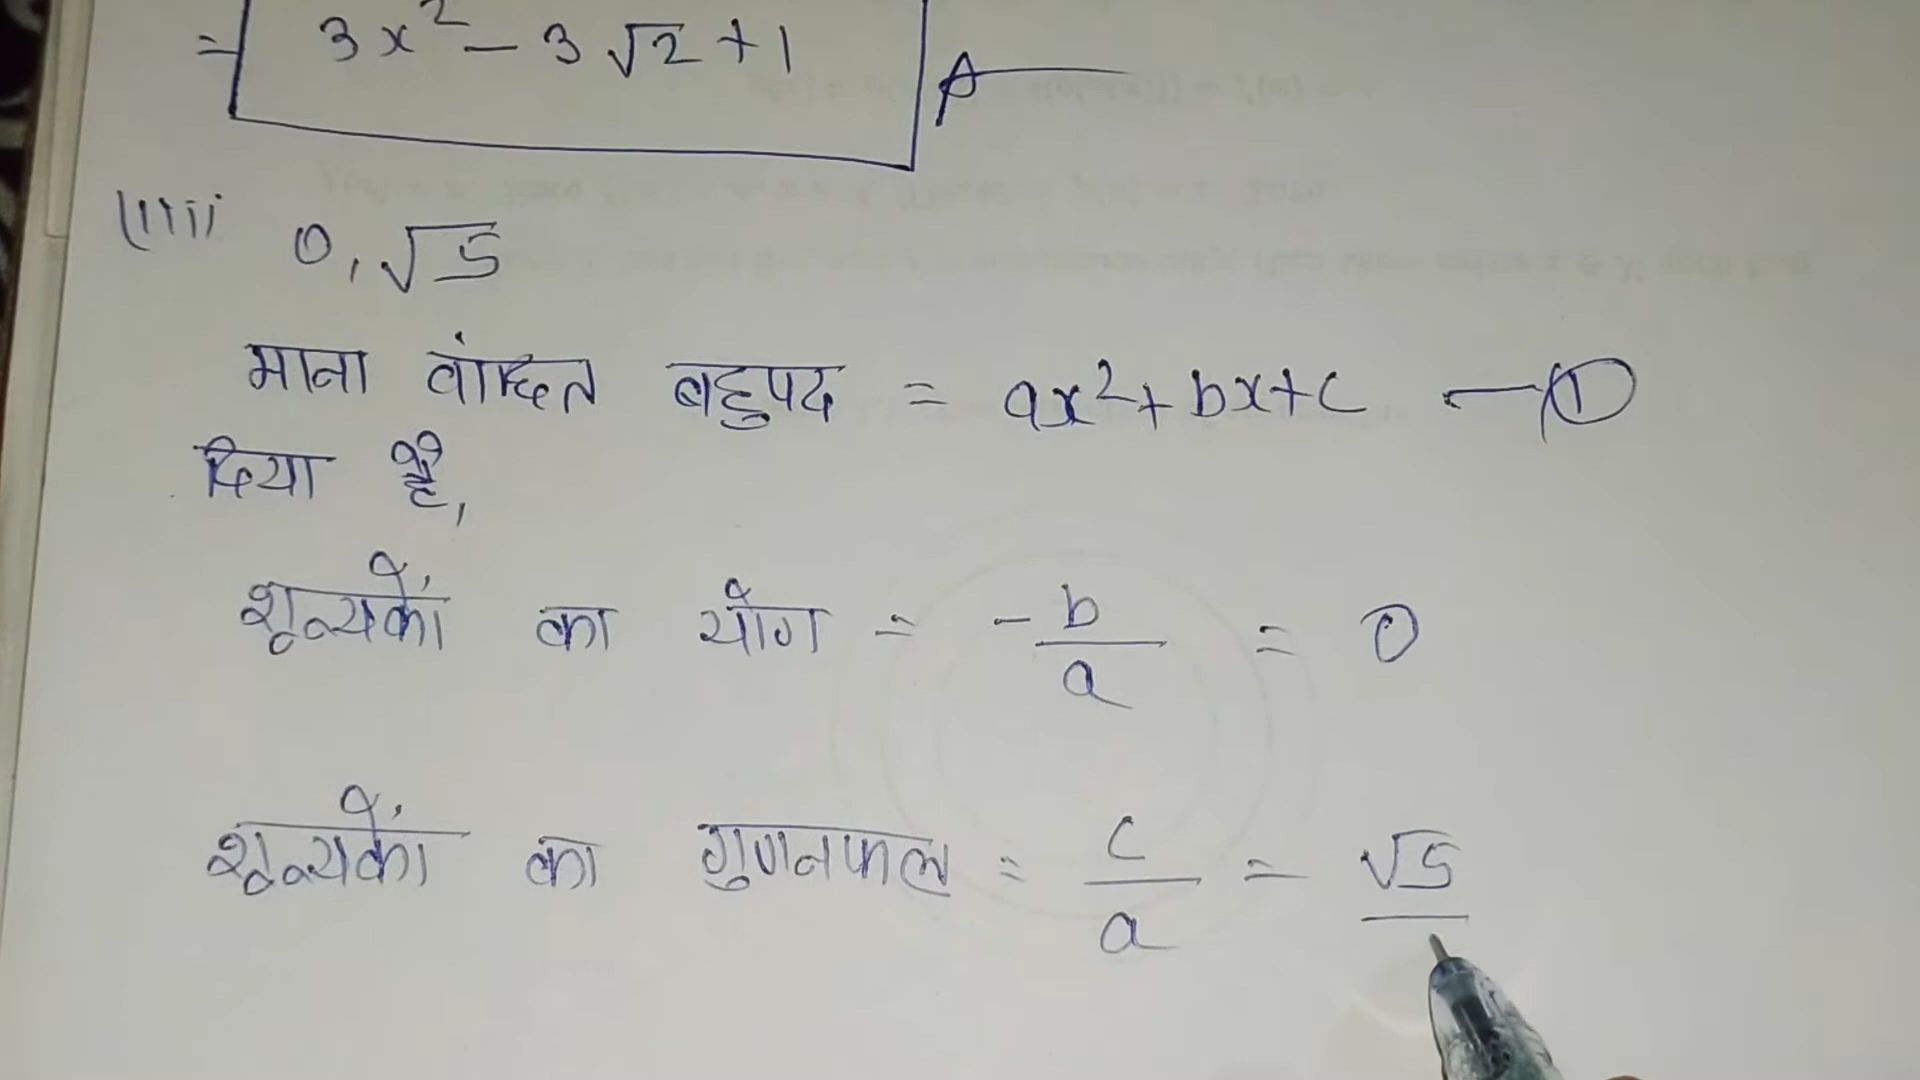 = 3x² - 3√2 + 1 A
(iii) 0, √5
माना वांछित बहुपद = ax² + bx + c —①
दिया है,
शून्यकों का योग = -b/a = 0
शून्यकों का गुणनफल = c/a = √5/